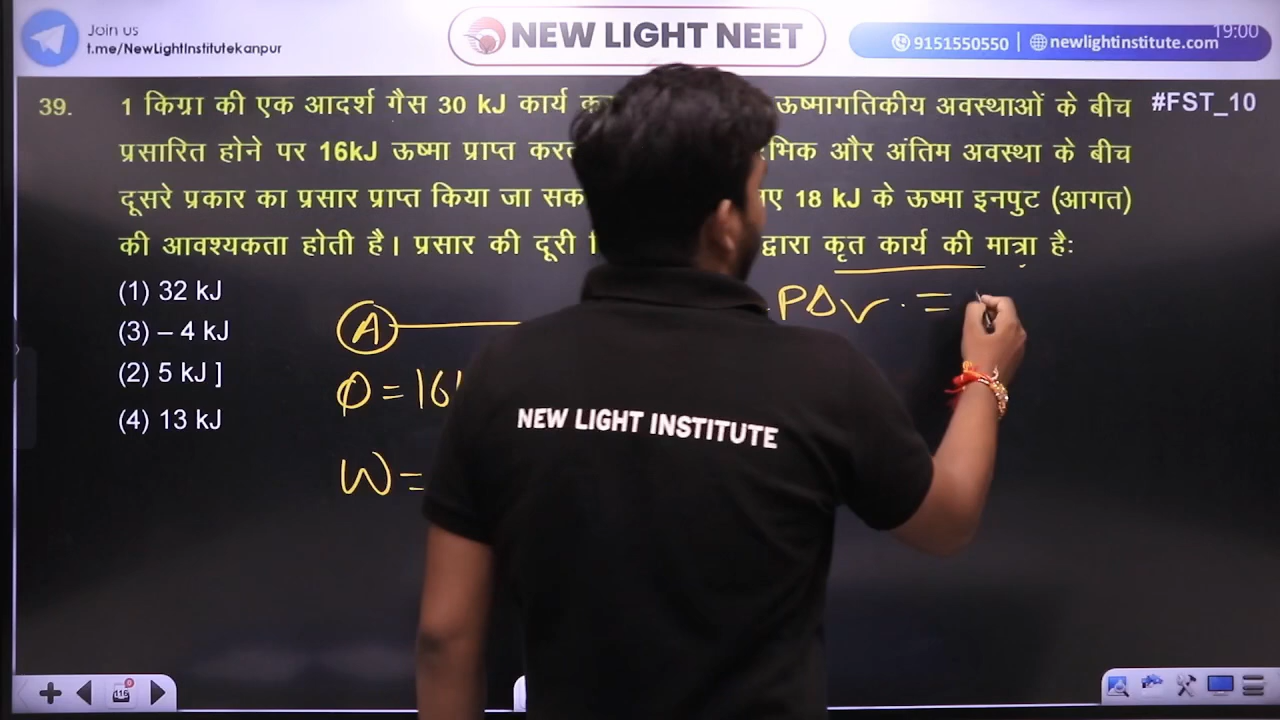 Join us
t.me/NewLightInstitutekanpur
NEW LIGHT NEET
9151550550 | newlightinstitute.com
19:00
#FST_10
39. 1 किग्रा की एक आदर्श गैस 30 kJ कार्य ऊष्मागतिकीय अवस्थाओं के बीच
प्रसारित होने पर 16kJ ऊष्मा प्राप्त और अंतिम अवस्था के बीच
दूसरे प्रकार का प्रसार प्राप्त किया जा 18 kJ के ऊष्मा इनपुट (आगत)
की आवश्यकता होती है। प्रसार की दूरी द्वारा कृत कार्य की मात्रा है:
(1) 32 kJ
(3) – 4 kJ
(2) 5 kJ ]
(4) 13 kJ
A
PΔV =
Q = 16
W =
NEW LIGHT INSTITUTE
116